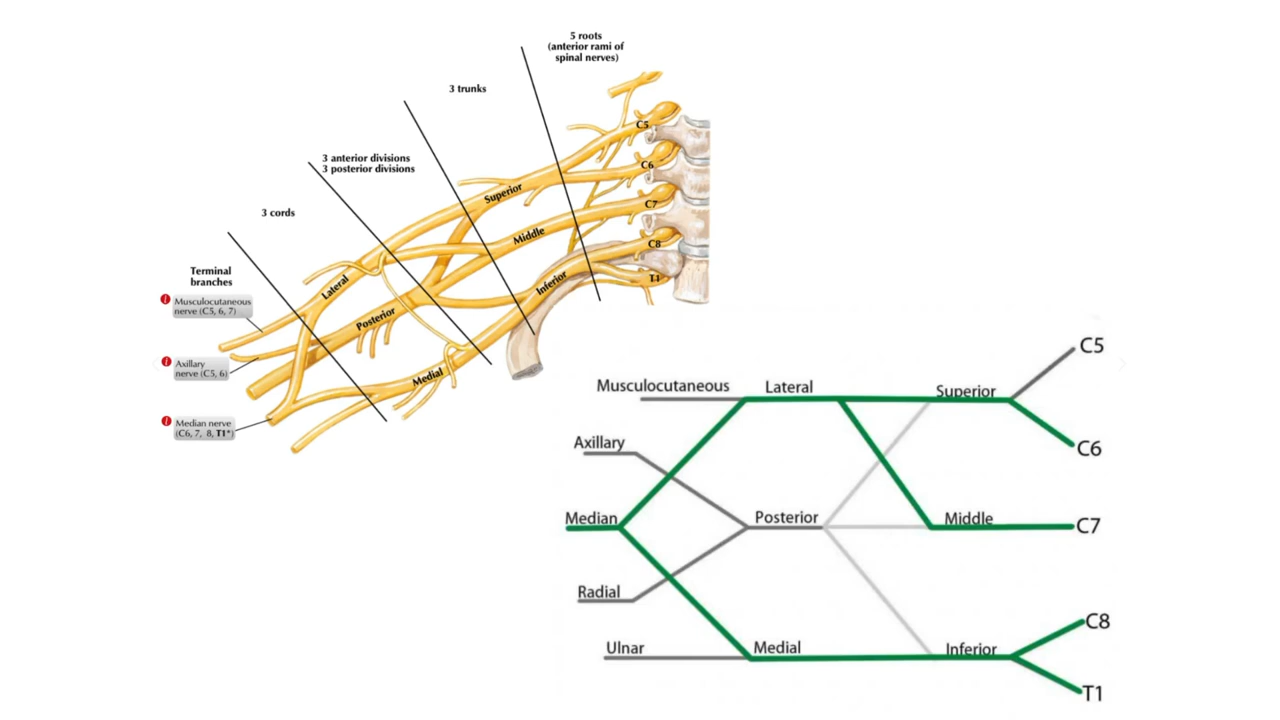 5 roots
(anterior rami of
spinal nerves)
3 trunks
3 anterior divisions
3 posterior divisions
3 cords
Terminal
branches
i Musculocutaneous
nerve (C5, 6, 7)
i Axillary
nerve (C5, 6)
i Median nerve
(C6, 7, 8, T1*)
C5
C6
C7
C8
T1
Superior
Middle
Inferior
Lateral
Posterior
Medial
Musculocutaneous
Lateral
Superior
C5
C6
Axillary
Median
Posterior
Middle
C7
Radial
Ulnar
Medial
Inferior
C8
T1